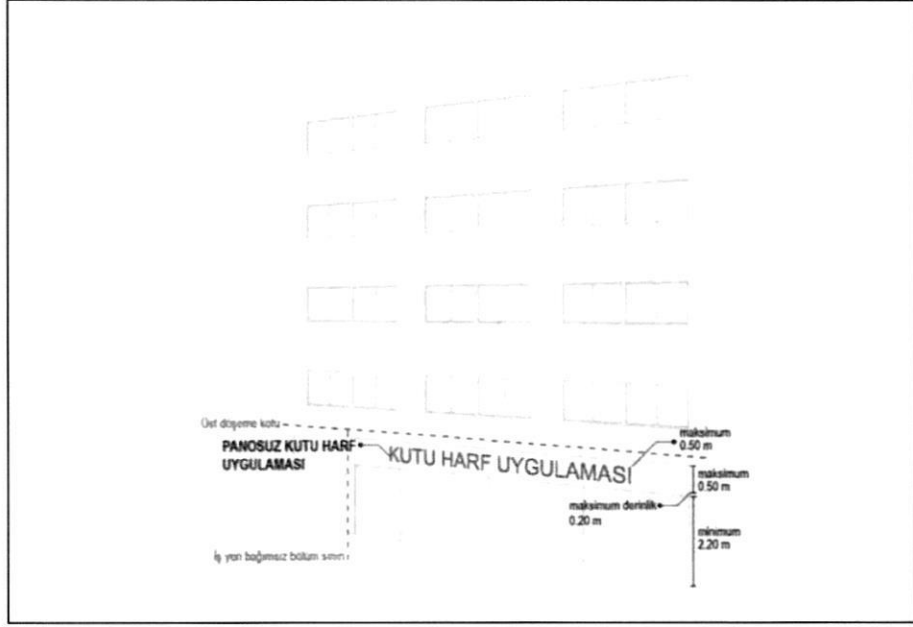 Üst döşeme kotu
PANOSUZ KUTU HARF
UYGULAMASI
KUTU HARF UYGULAMASI
maksimum
0.50 m
maksimum
0.50 m
maksimum derinlik
0.20 m
minimum
2.20 m
İş yeri bağımsız bölüm sınırı